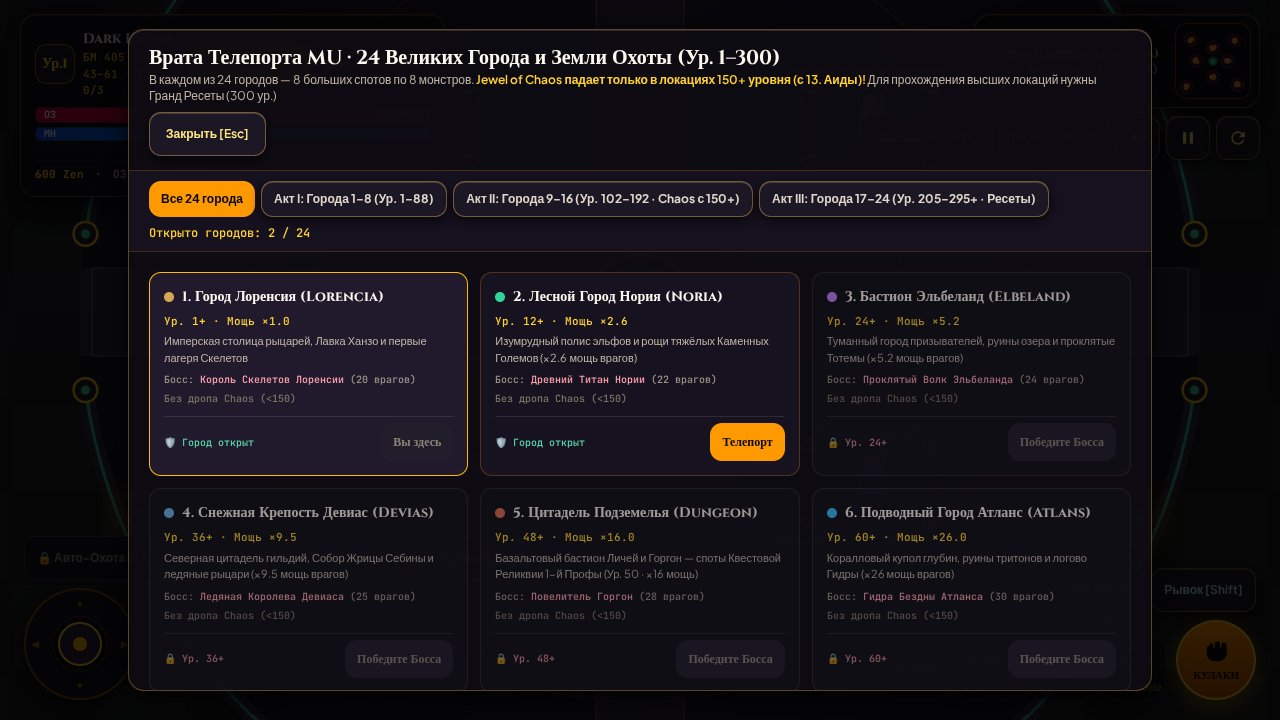 Врата Телепорта MU · 24 Великих Города и Земли Охоты (Ур. 1–300)
В каждом из 24 городов — 8 больших спотов по 8 монстров. Jewel of Chaos падает только в локациях 150+ уровня (с 13. Аиды)! Для прохождения высших локаций нужны
Гранд Ресеты (300 ур.)
Закрыть [Esc]
Все 24 города
Акт I: Города 1–8 (Ур. 1–88)
Акт II: Города 9–16 (Ур. 102–192 · Chaos с 150+)
Акт III: Города 17–24 (Ур. 205–295+ · Ресеты)
Открыто городов: 2 / 24
1. Город Лоренсия (Lorencia)
Ур. 1+ · Мощь ×1.0
Имперская столица рыцарей, Лавка Ханзо и первые
лагеря Скелетов
Босс: Король Скелетов Лоренсии (20 врагов)
Без дропа Chaos (<150)
🛡️ Город открыт
Вы здесь
2. Лесной Город Нория (Noria)
Ур. 12+ · Мощь ×2.6
Изумрудный полис эльфов и рощи тяжёлых Каменных
Големов (×2.6 мощь врагов)
Босс: Древний Титан Нории (22 врагов)
Без дропа Chaos (<150)
🛡️ Город открыт
Телепорт
3. Бастион Эльбеланд (Elbeland)
Ур. 24+ · Мощь ×5.2
Туманный город призывателей, руины озера и проклятые
Тотемы (×5.2 мощь врагов)
Босс: Проклятый Волк Эльбеланда (24 врагов)
Без дропа Chaos (<150)
🔒 Ур. 24+
Победите Босса
4. Снежная Крепость Девиас (Devias)
Ур. 36+ · Мощь ×9.5
Северная цитадель гильдий, Собор Жрицы Себины и
ледяные рыцари (×9.5 мощь врагов)
Босс: Ледяная Королева Девиаса (25 врагов)
Без дропа Chaos (<150)
🔒 Ур. 36+
Победите Босса
5. Цитадель Подземелья (Dungeon)
Ур. 48+ · Мощь ×16.0
Базальтовый бастион Личей и Горгон — споты Квестовой
Реликвии 1-й Профы (Ур. 50 · ×16 мощь)
Босс: Повелитель Горгон (28 врагов)
Без дропа Chaos (<150)
🔒 Ур. 48+
Победите Босса
6. Подводный Город Атланс (Atlans)
Ур. 60+ · Мощь ×26.0
Коралловый купол глубин, руины тритонов и логово
Гидры (×26 мощь врагов)
Босс: Гидра Бездны Атланса (30 врагов)
Без дропа Chaos (<150)
🔒 Ур. 60+
Победите Босса
Ур.1
Dark
БМ 405
43-61
0/3
ОЗ
МН
600 Zen · ОЗ
🔒 Авто-Охота
Рывок [Shift]
КУЛАКИ